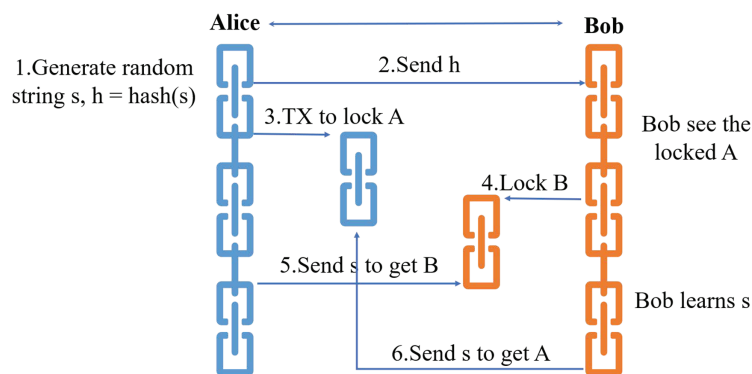 Alice
Bob
1.Generate random
string s, h = hash(s)
2.Send h
3.TX to lock A
Bob see the
locked A
4.Lock B
5.Send s to get B
Bob learns s
6.Send s to get A